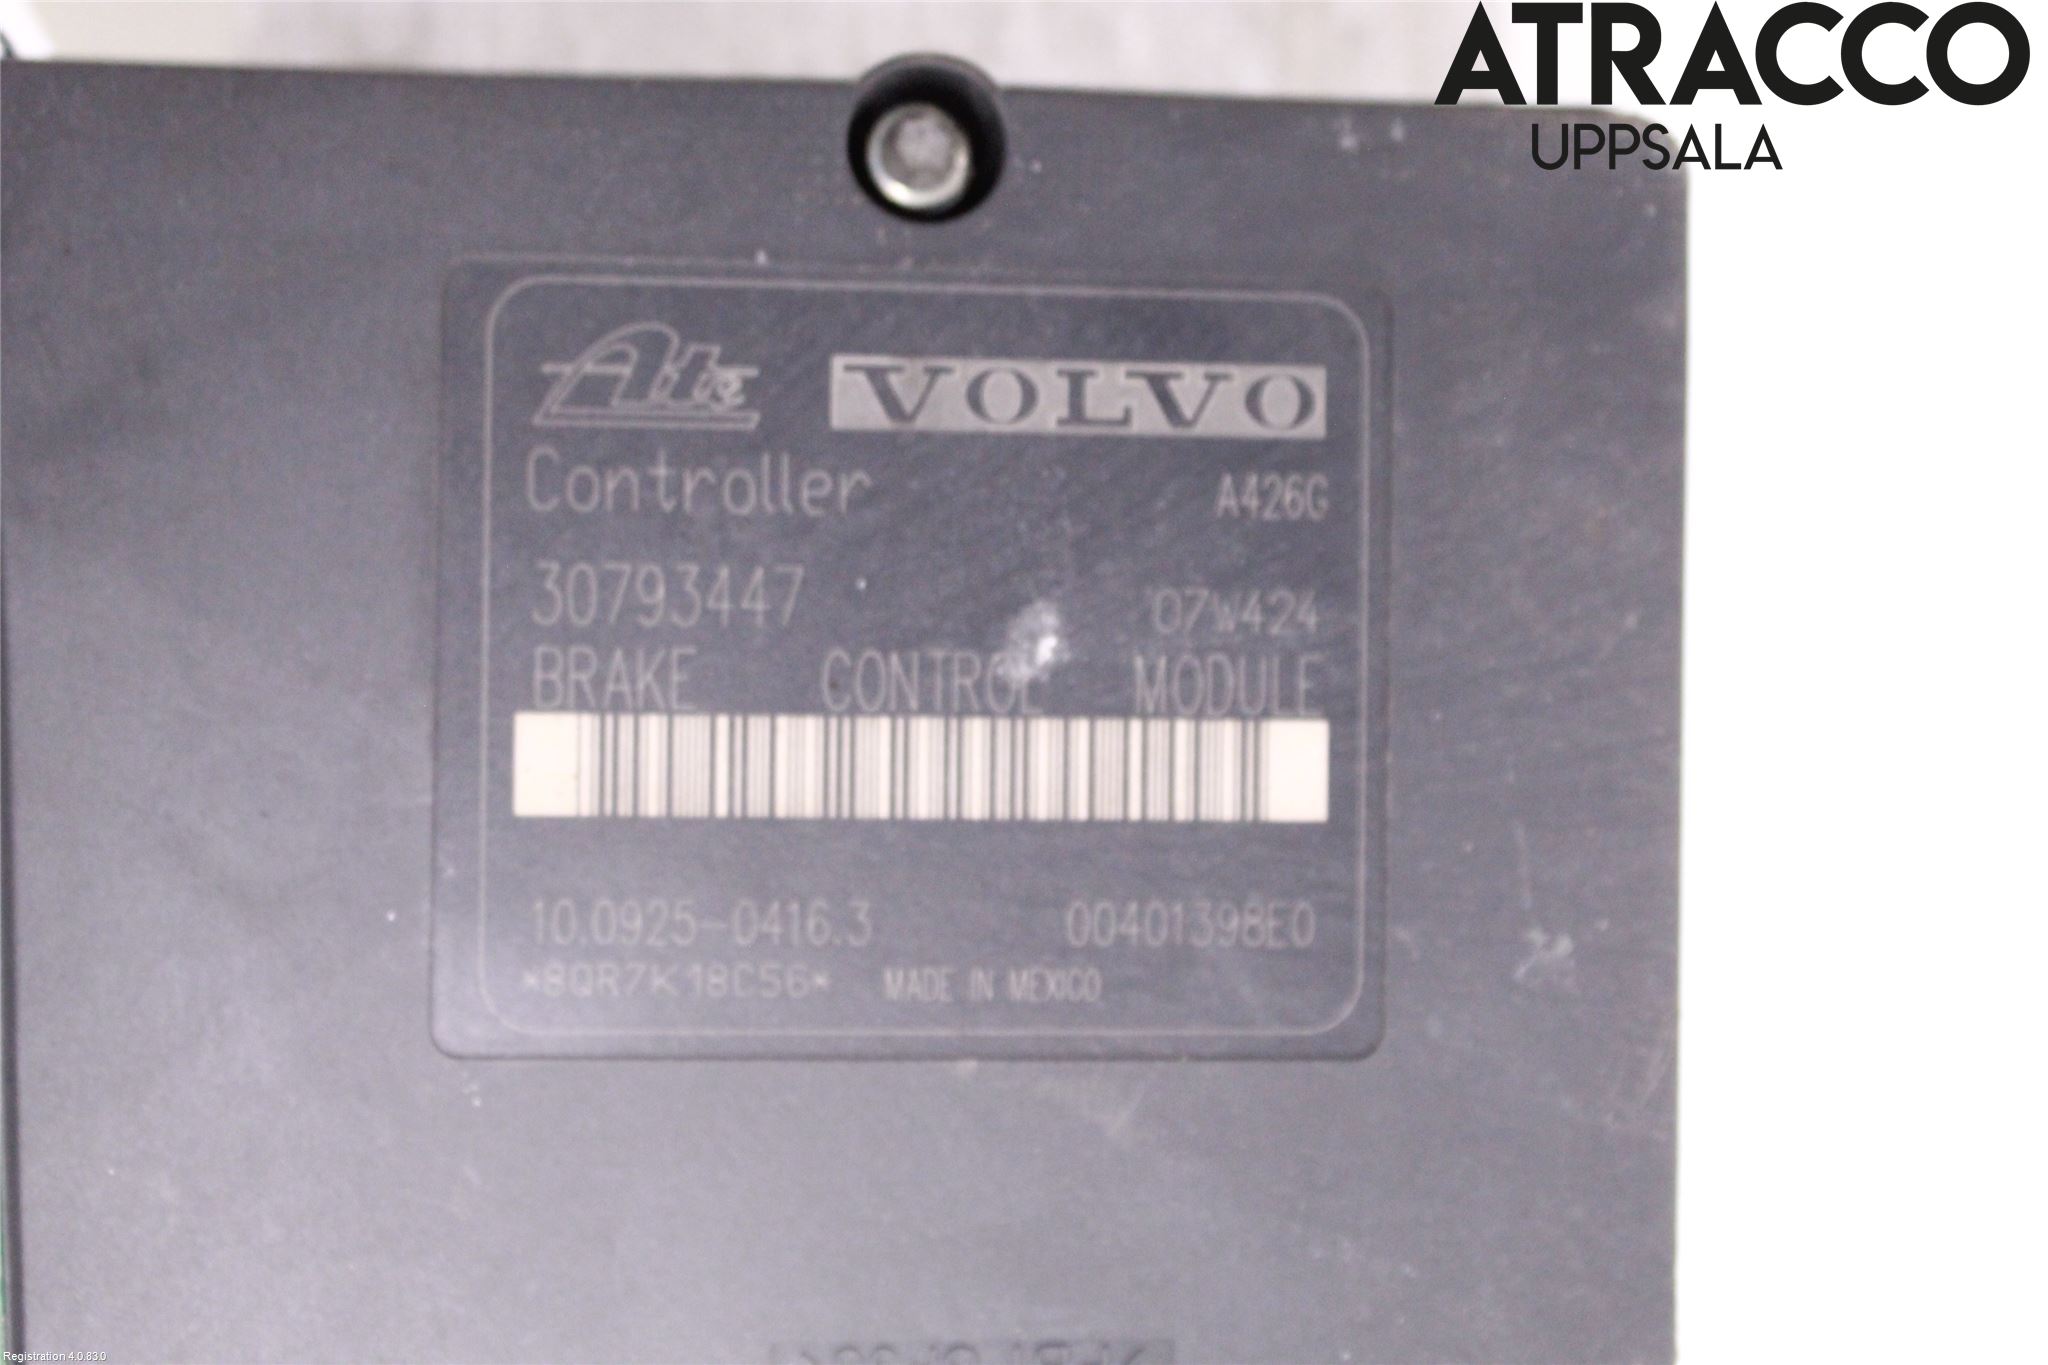 ATRACCO
UPPSALA
Ate VOLVO
Controller A426G
30793447 07W424
BRAKE CONTROL MODULE
10.0925-0416.3 00401398E0
*8QR7K18C56* MADE IN MEXICO
Registration 4.0.83.0